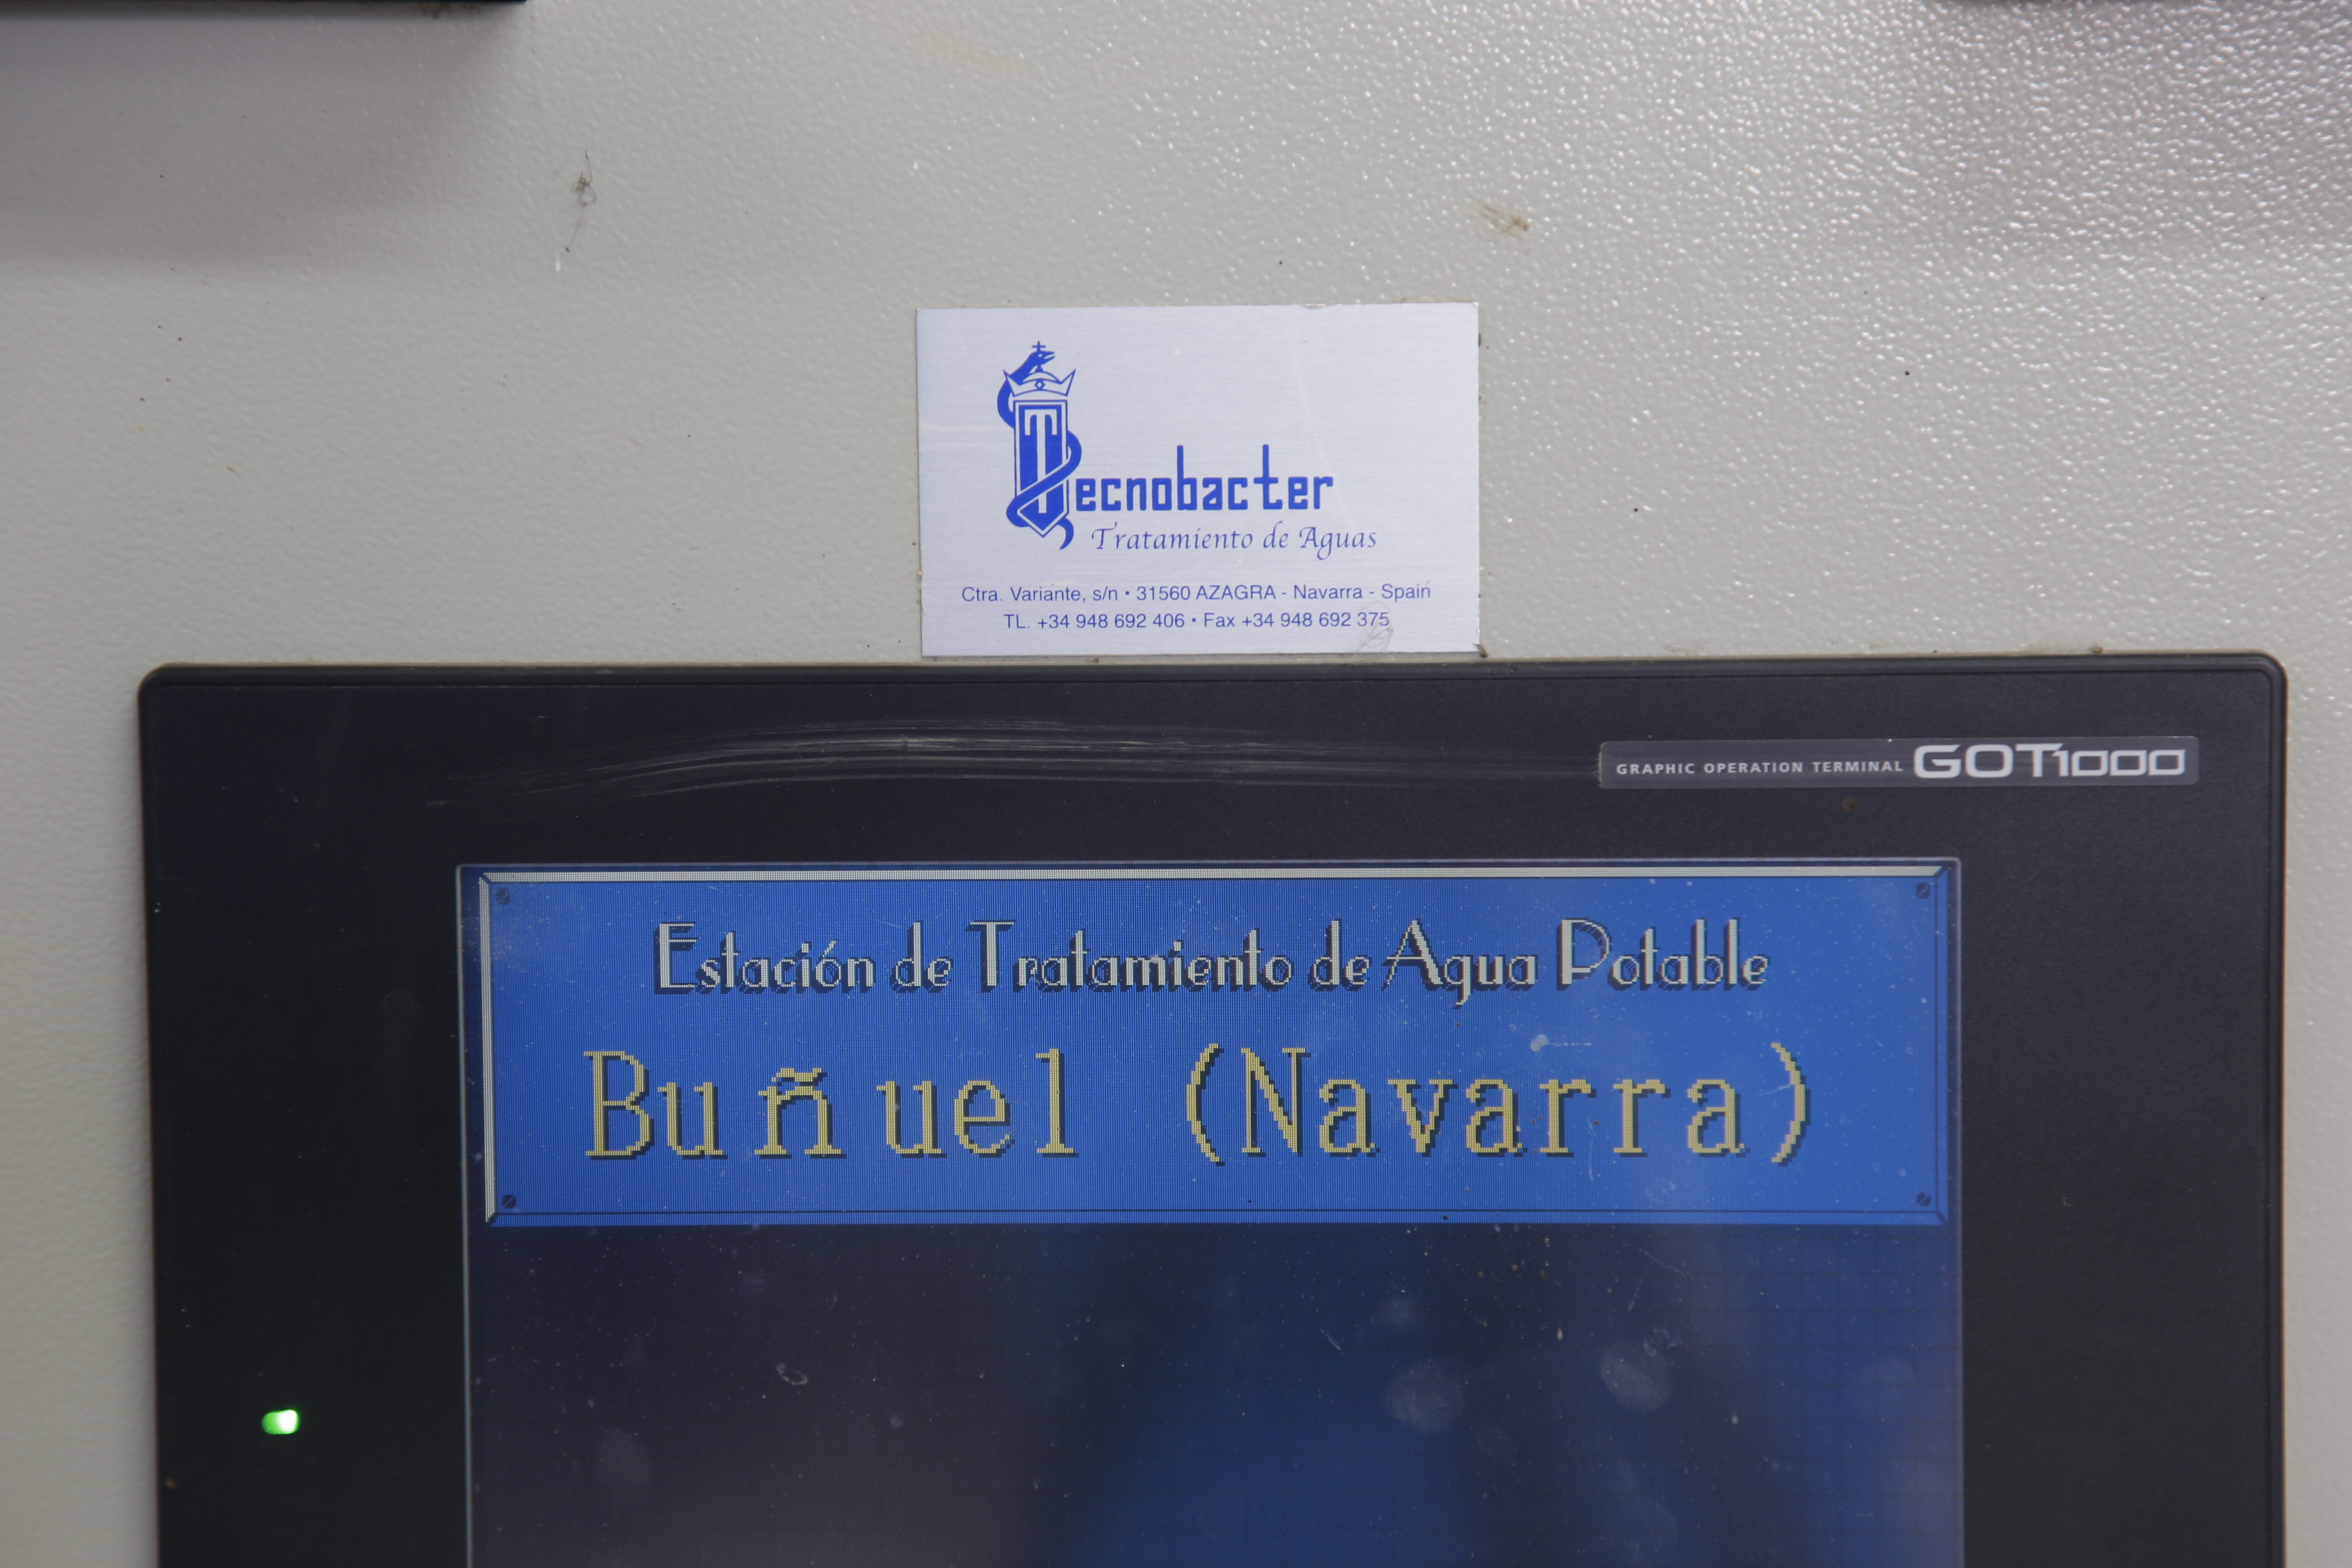 Tecnobacter
Tratamiento de Aguas
Ctra. Variante, s/n • 31560 AZAGRA - Navarra - Spain
TL. +34 948 692 406 • Fax +34 948 692 375
GRAPHIC OPERATION TERMINAL GOT1000
Estación de Tratamiento de Agua Potable
Buñuel (Navarra)